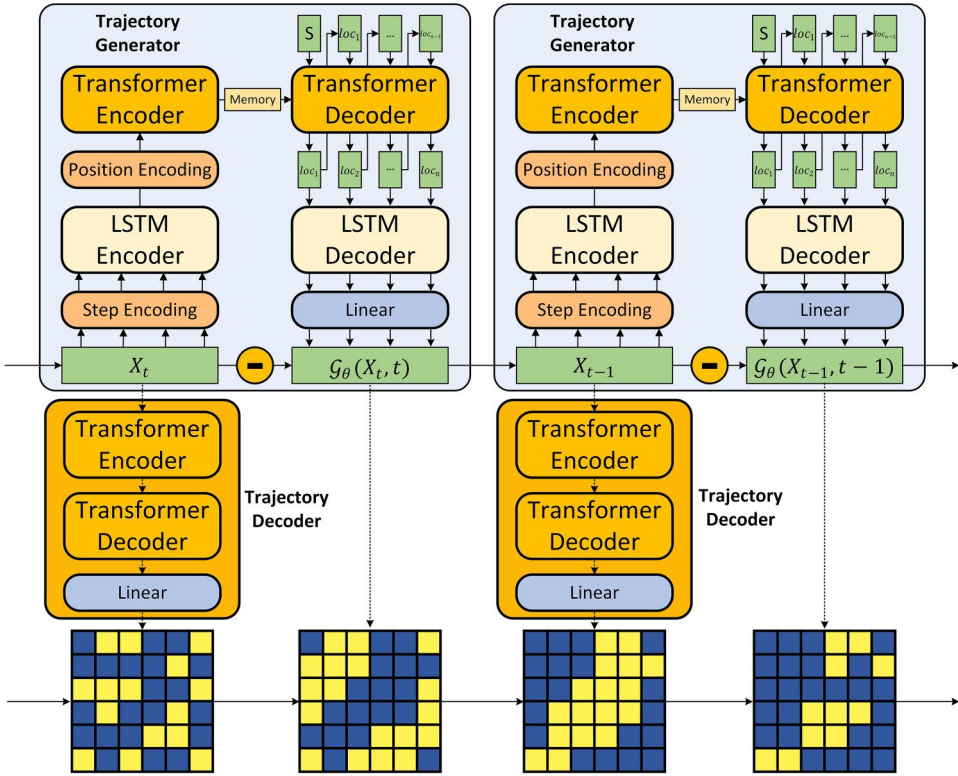 Trajectory
Generator
S
loc₁
...
locₙ₋₁
Transformer
Encoder
Memory
Transformer
Decoder
Position Encoding
loc₁
loc₂
...
locₙ
LSTM
Encoder
LSTM
Decoder
Step Encoding
Linear
Xₜ
-
𝒢_θ(Xₜ, t)
Trajectory
Generator
S
loc₁
...
locₙ₋₁
Transformer
Encoder
Memory
Transformer
Decoder
Position Encoding
loc₁
loc₂
...
locₙ
LSTM
Encoder
LSTM
Decoder
Step Encoding
Linear
Xₜ₋₁
-
𝒢_θ(Xₜ₋₁, t − 1)
Transformer
Encoder
Transformer
Decoder
Linear
Trajectory
Decoder
Transformer
Encoder
Transformer
Decoder
Linear
Trajectory
Decoder